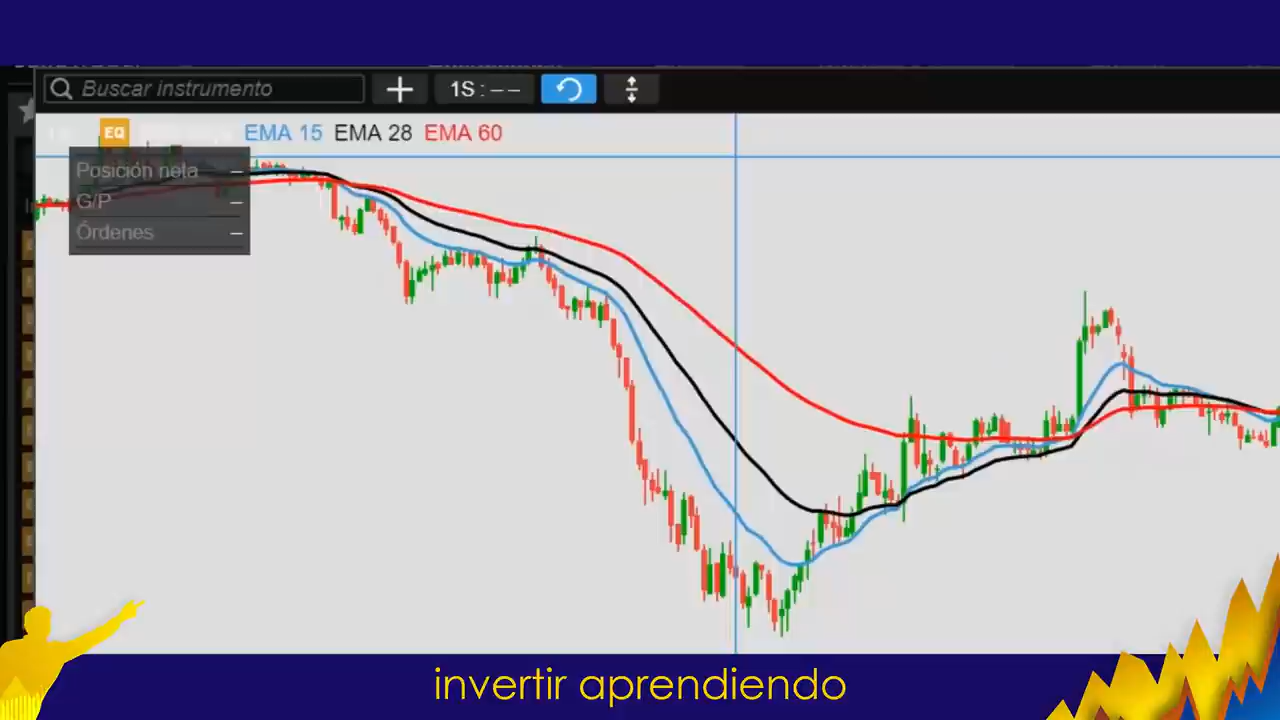 Buscar instrumento
1S : – –
EQ EMA 15 EMA 28 EMA 60
Posición neta –
G/P –
Órdenes –
invertir aprendiendo